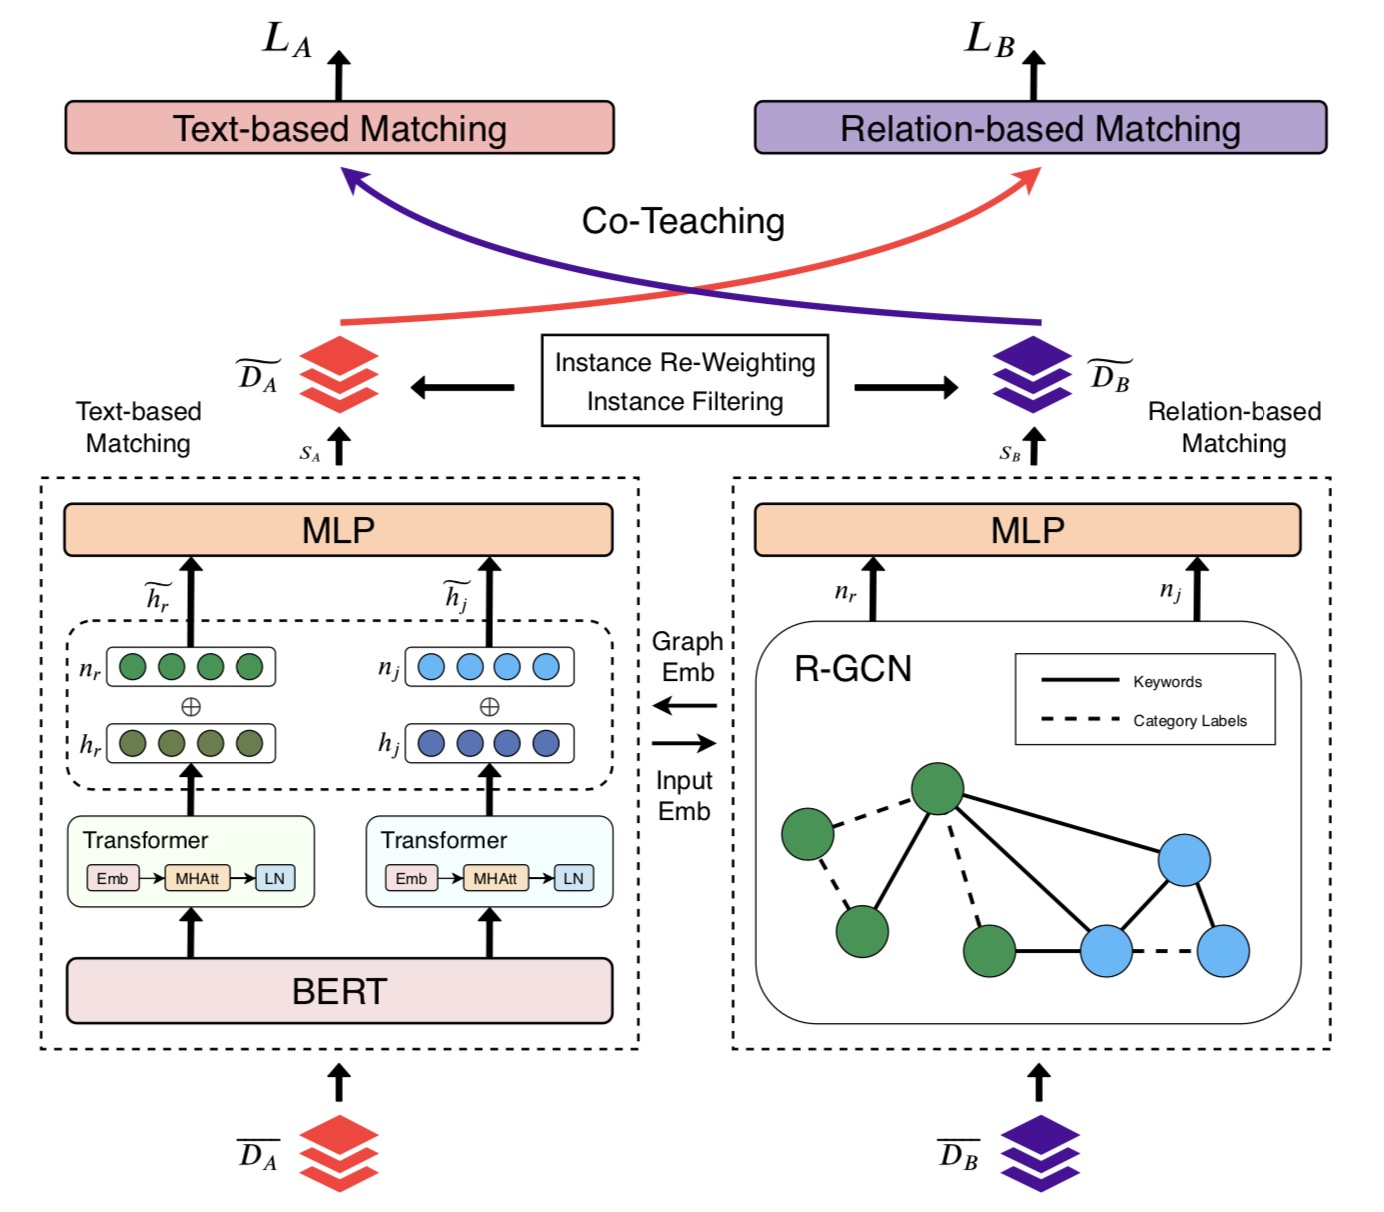 L_A
L_B
Text-based Matching
Relation-based Matching
Co-Teaching
\widetilde{D_A}
Instance Re-Weighting
Instance Filtering
\widetilde{D_B}
Text-based
Matching
Relation-based
Matching
S_A
S_B
MLP
MLP
\widetilde{h_r}
\widetilde{h_j}
n_r
n_j
n_r
n_j
⊕
⊕
h_r
h_j
Graph
Emb
Input
Emb
R-GCN
Keywords
Category Labels
Transformer
Emb
MHAtt
LN
Transformer
Emb
MHAtt
LN
BERT
\overline{D_A}
\overline{D_B}